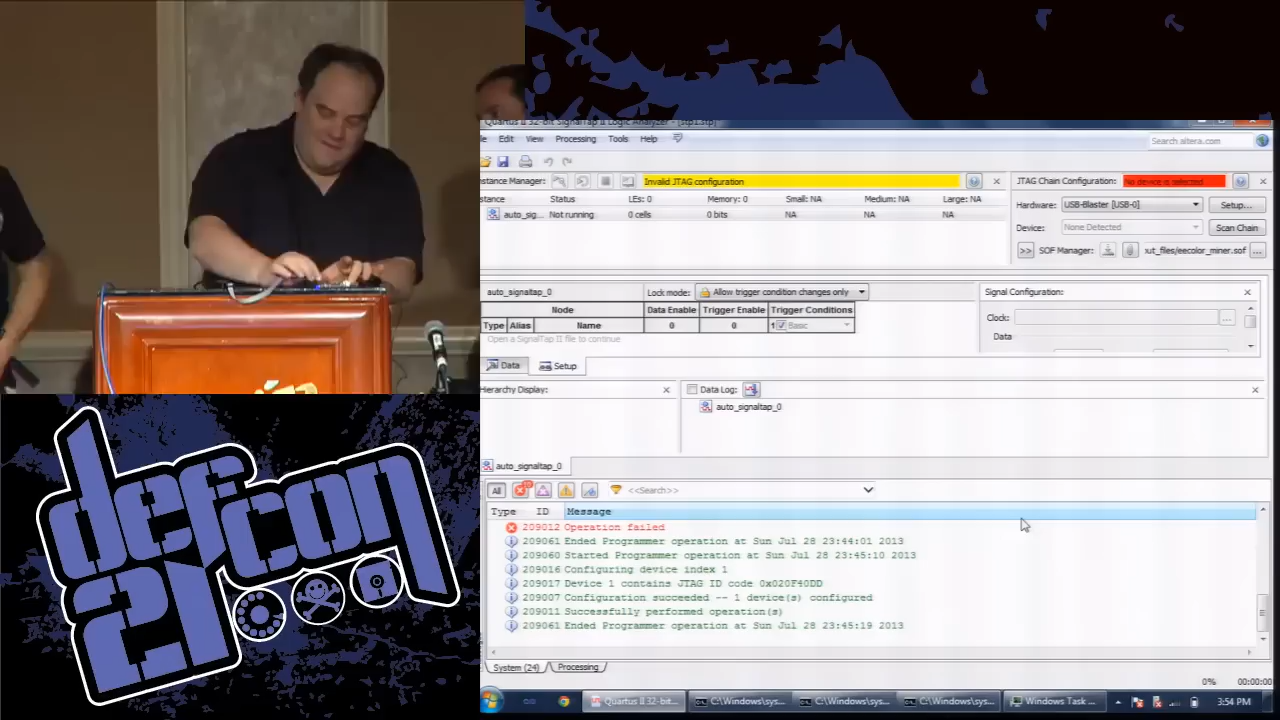 Quartus II 32-bit SignalTap II Logic Analyzer - [stp1.stp]
Edit View Processing Tools Help
Search altera.com
Instance Manager: Invalid JTAG configuration
JTAG Chain Configuration: No device is selected
stance Status LEs: 0 Memory: 0 Small: NA Medium: NA Large: NA
Hardware: USB-Blaster [USB-0] Setup...
auto_sig... Not running 0 cells 0 bits NA NA NA
Device: None Detected Scan Chain
>> SOF Manager: xut_files/eecolor_miner.sof ...
auto_signaltap_0 Lock mode: Allow trigger condition changes only
Signal Configuration:
Node Data Enable Trigger Enable Trigger Conditions
Type Alias Name 0 0 1 Basic
Clock: ...
Open a SignalTap II file to continue
Data
Data Setup
Hierarchy Display: Data Log:
auto_signaltap_0
auto_signaltap_0
All <<Search>>
Type ID Message
209012 Operation failed
209061 Ended Programmer operation at Sun Jul 28 23:44:01 2013
209060 Started Programmer operation at Sun Jul 28 23:45:10 2013
209016 Configuring device index 1
209017 Device 1 contains JTAG ID code 0x020F40DD
209007 Configuration succeeded -- 1 device(s) configured
209011 Successfully performed operation(s)
209061 Ended Programmer operation at Sun Jul 28 23:45:19 2013
System (24) Processing
0% 00:00:00
Quartus II 32-bit... C:\Windows\sys... C:\Windows\sys... C:\Windows\sys... Windows Task ... 3:54 PM
defcon
21